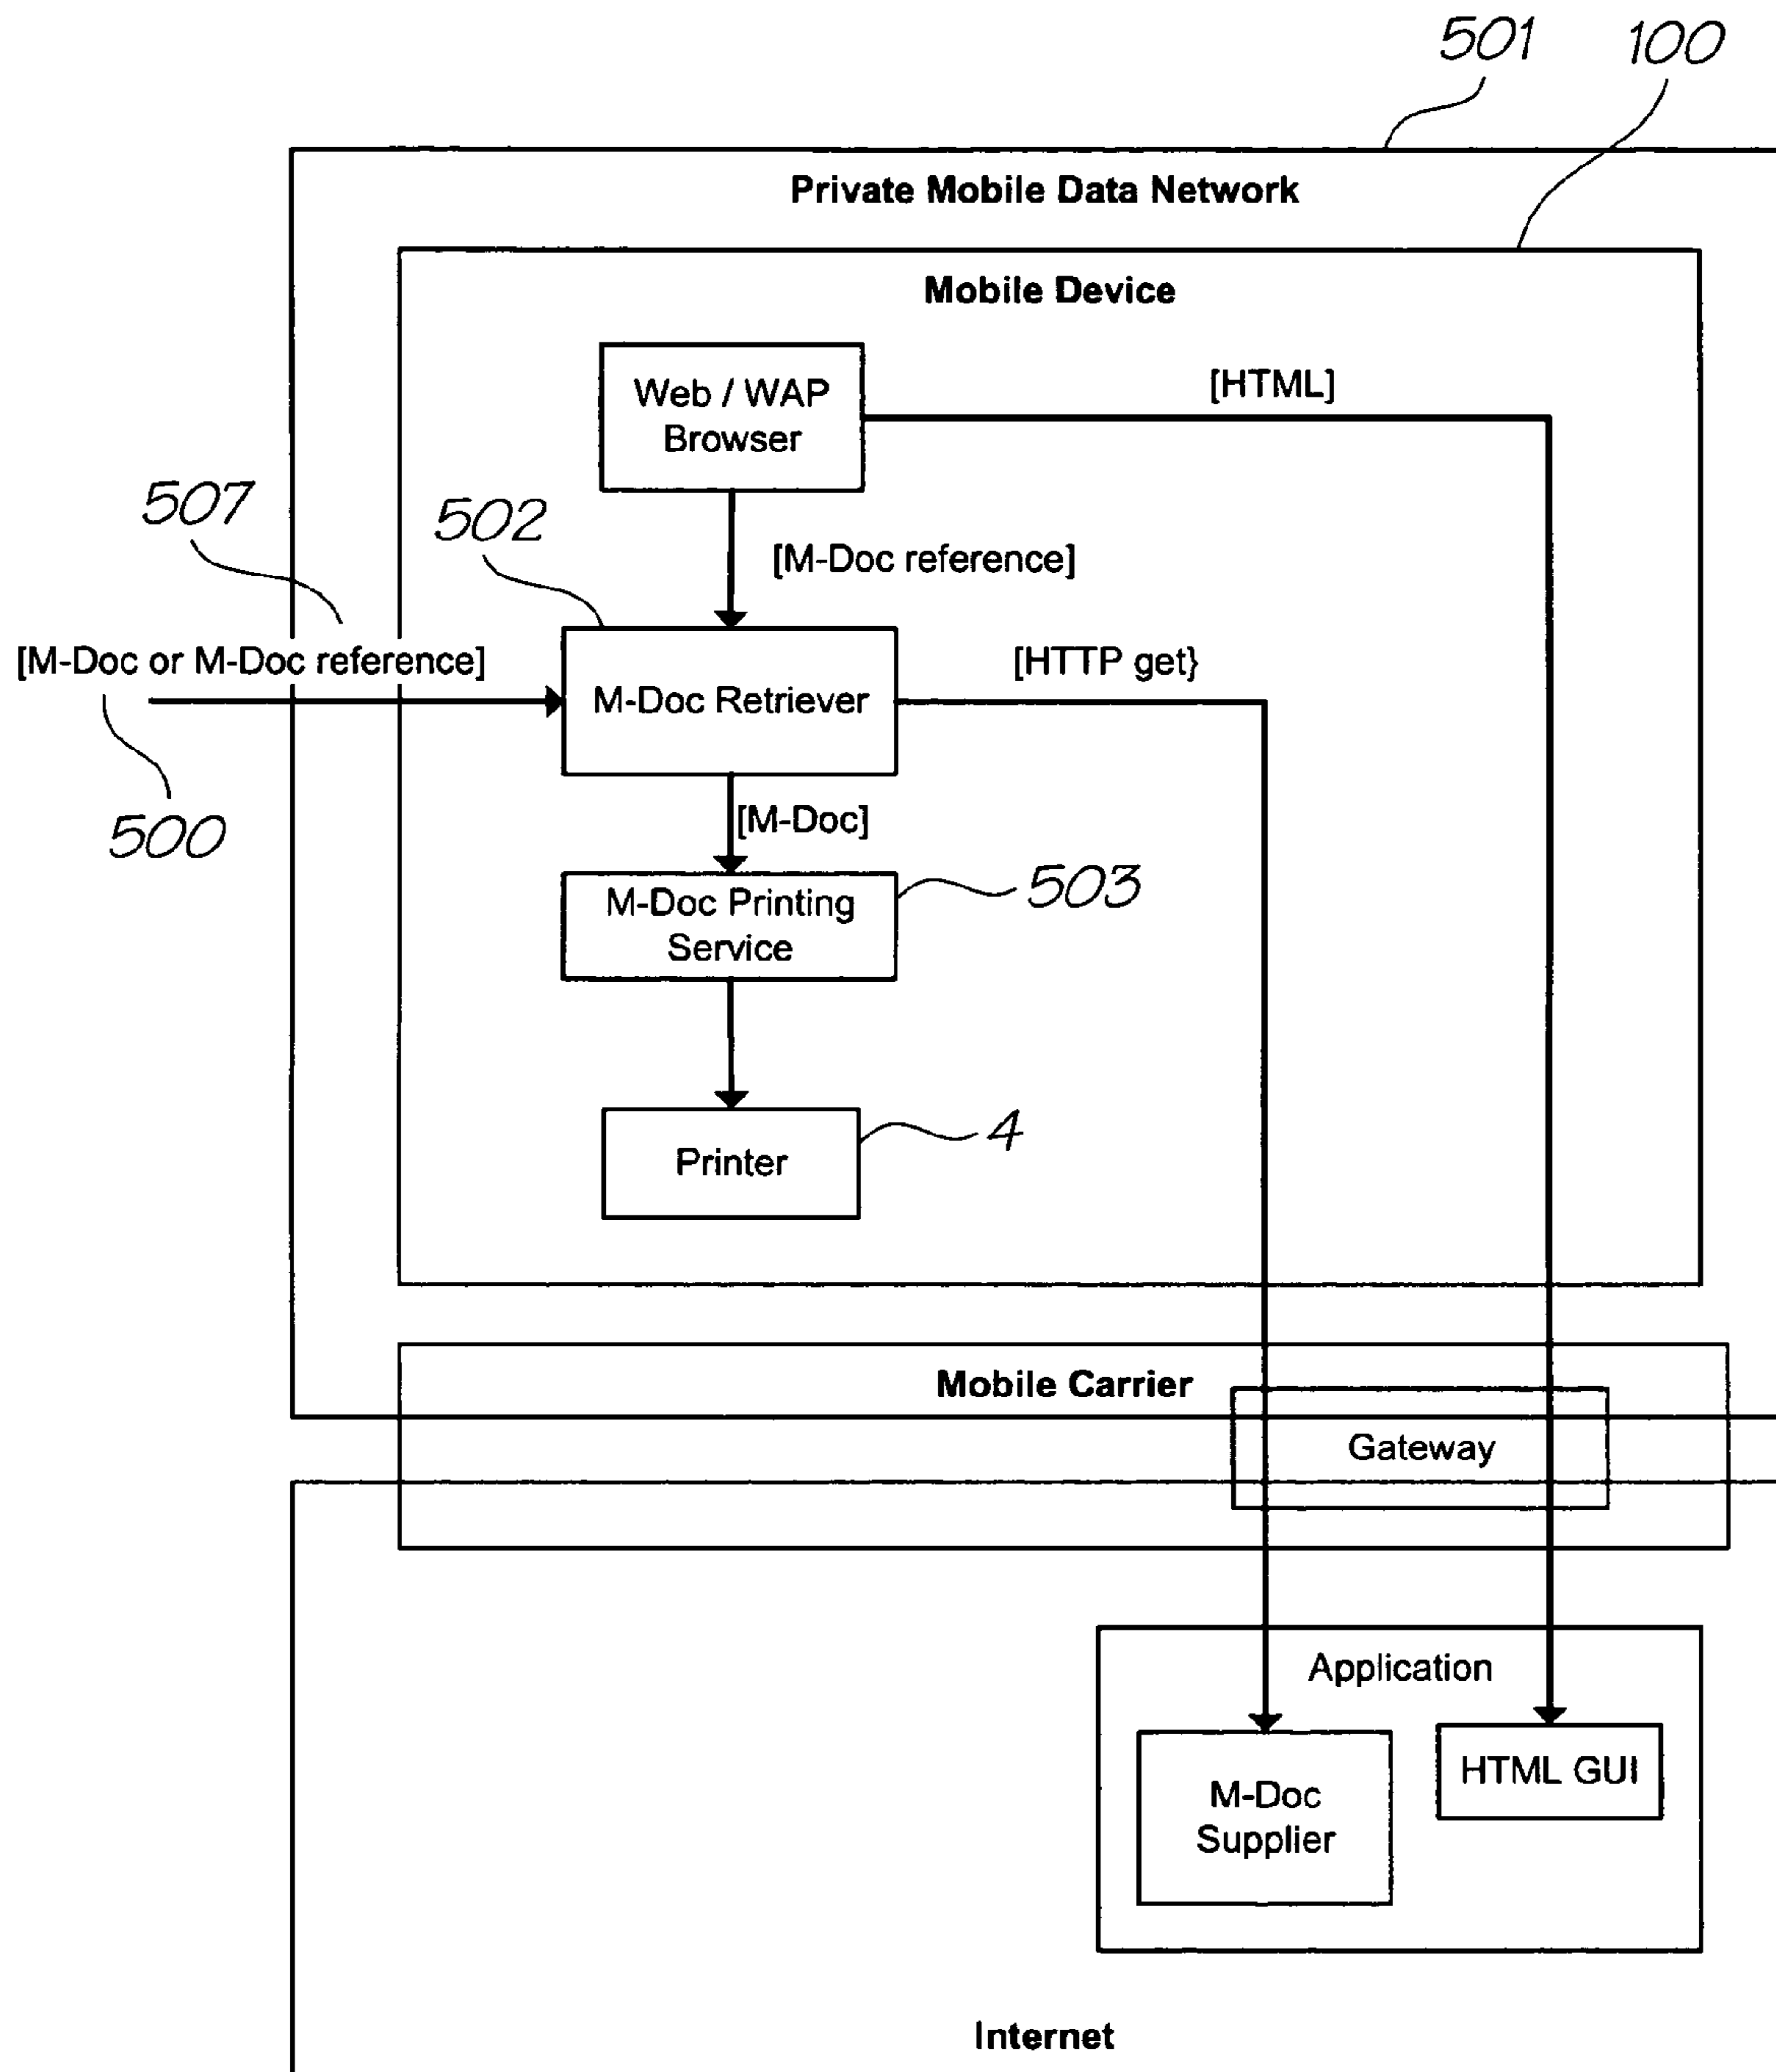 501
100
Private Mobile Data Network
Mobile Device
Web / WAP
Browser
[HTML]
507
502
[M-Doc reference]
[M-Doc or M-Doc reference]
M-Doc Retriever
[HTTP get}
500
[M-Doc]
M-Doc Printing
Service
503
Printer
4
Mobile Carrier
Gateway
Application
M-Doc
Supplier
HTML GUI
Internet